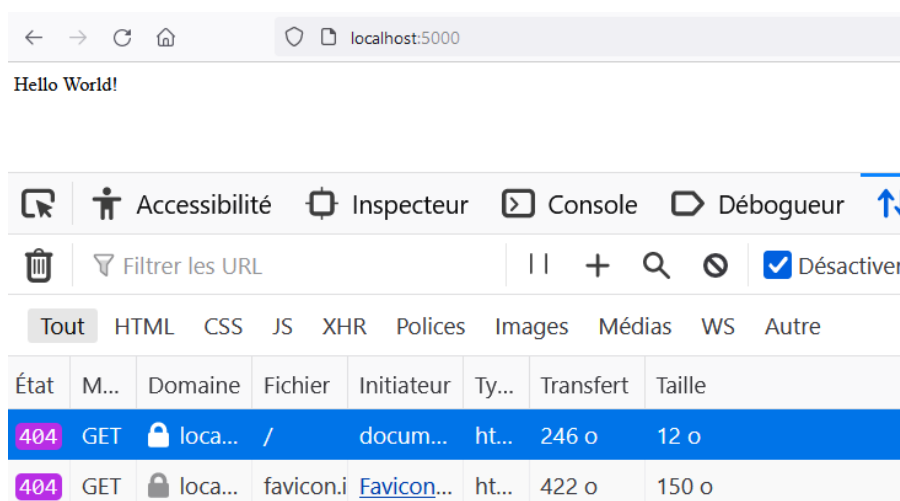 localhost:5000
Hello World!
Accessibilité Inspecteur Console Débogueur
Filtrer les URL Désactiver
Tout HTML CSS JS XHR Polices Images Médias WS Autre
État M... Domaine Fichier Initiateur Ty... Transfert Taille
404 GET loca... / docum... ht... 246 o 12 o
404 GET loca... favicon.i Favicon... ht... 422 o 150 o